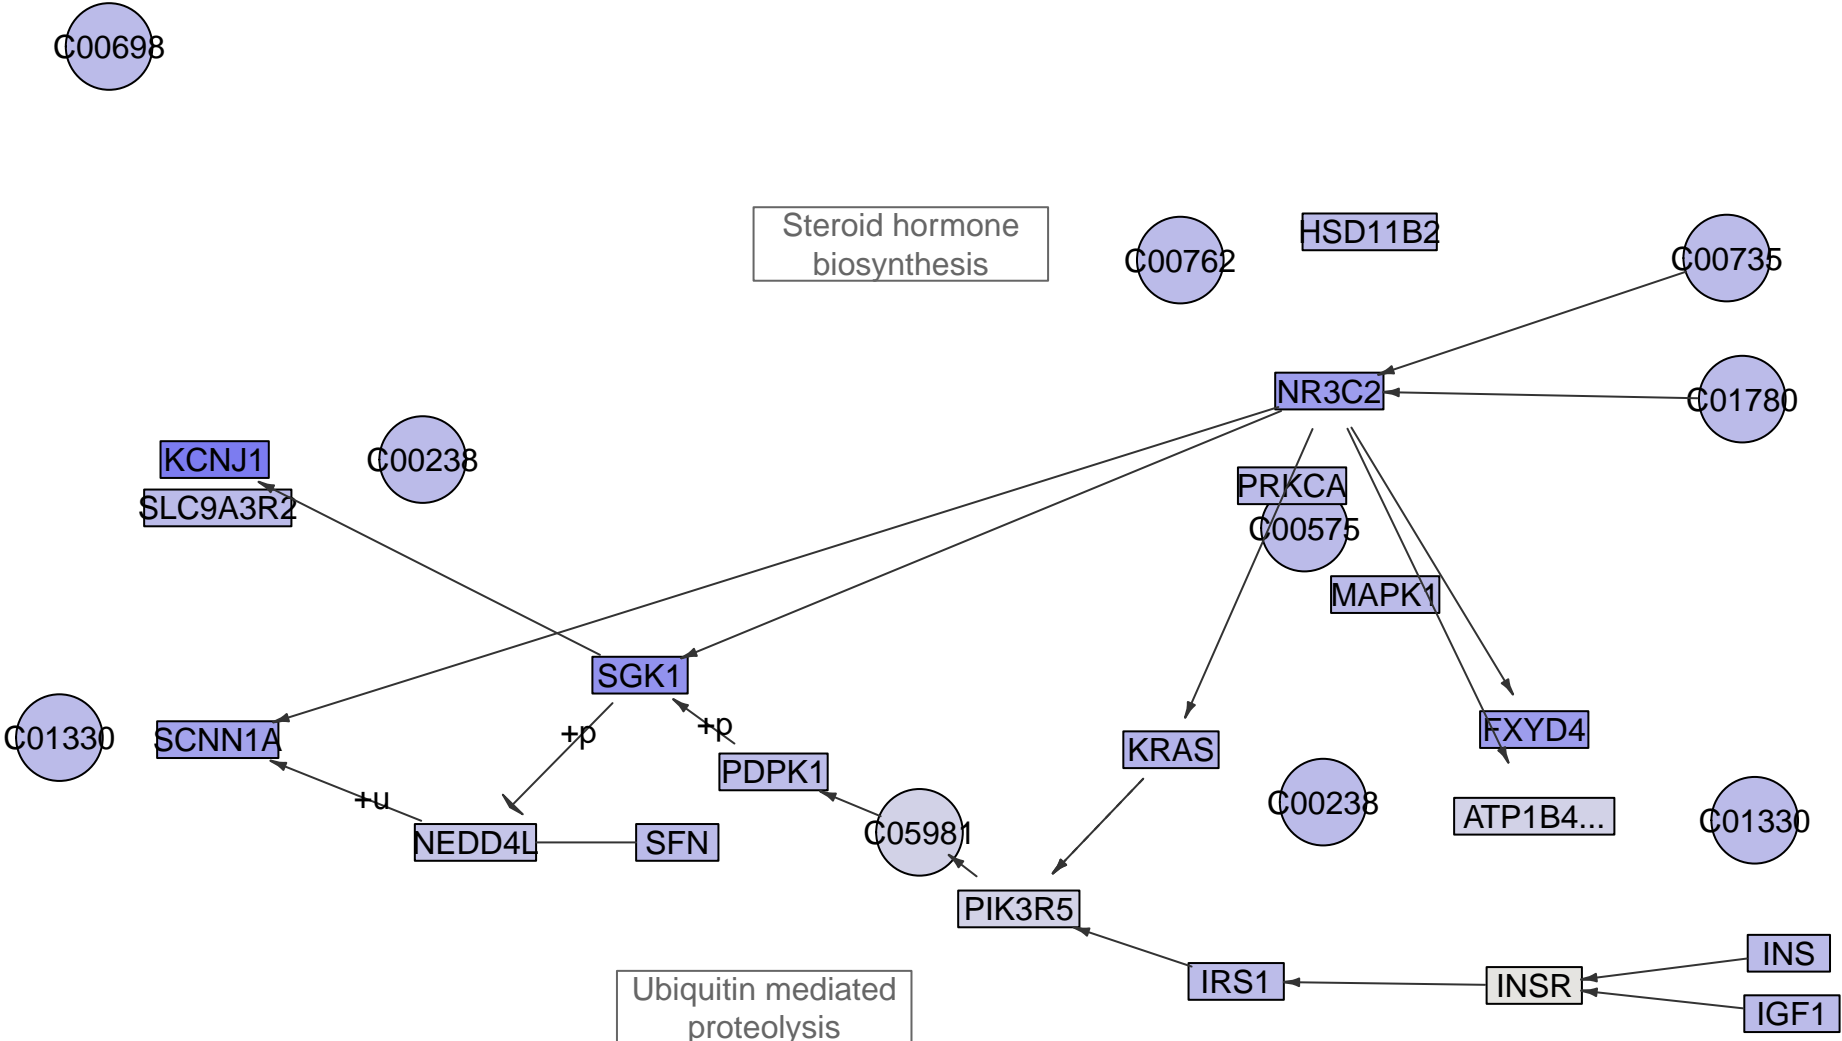 C00698
Steroid hormone
biosynthesis
C00762
HSD11B2
C00735
NR3C2
C01780
KCNJ1
C00238
SLC9A3R2
PRKCA
C00575
MAPK1
SGK1
C01330
SCNN1A
+p
+p
FXYD4
KRAS
PDPK1
+u
C00238
ATP1B4...
C01330
NEDD4L
SFN
C05981
PIK3R5
INS
IRS1
INSR
IGF1
Ubiquitin mediated
proteolysis